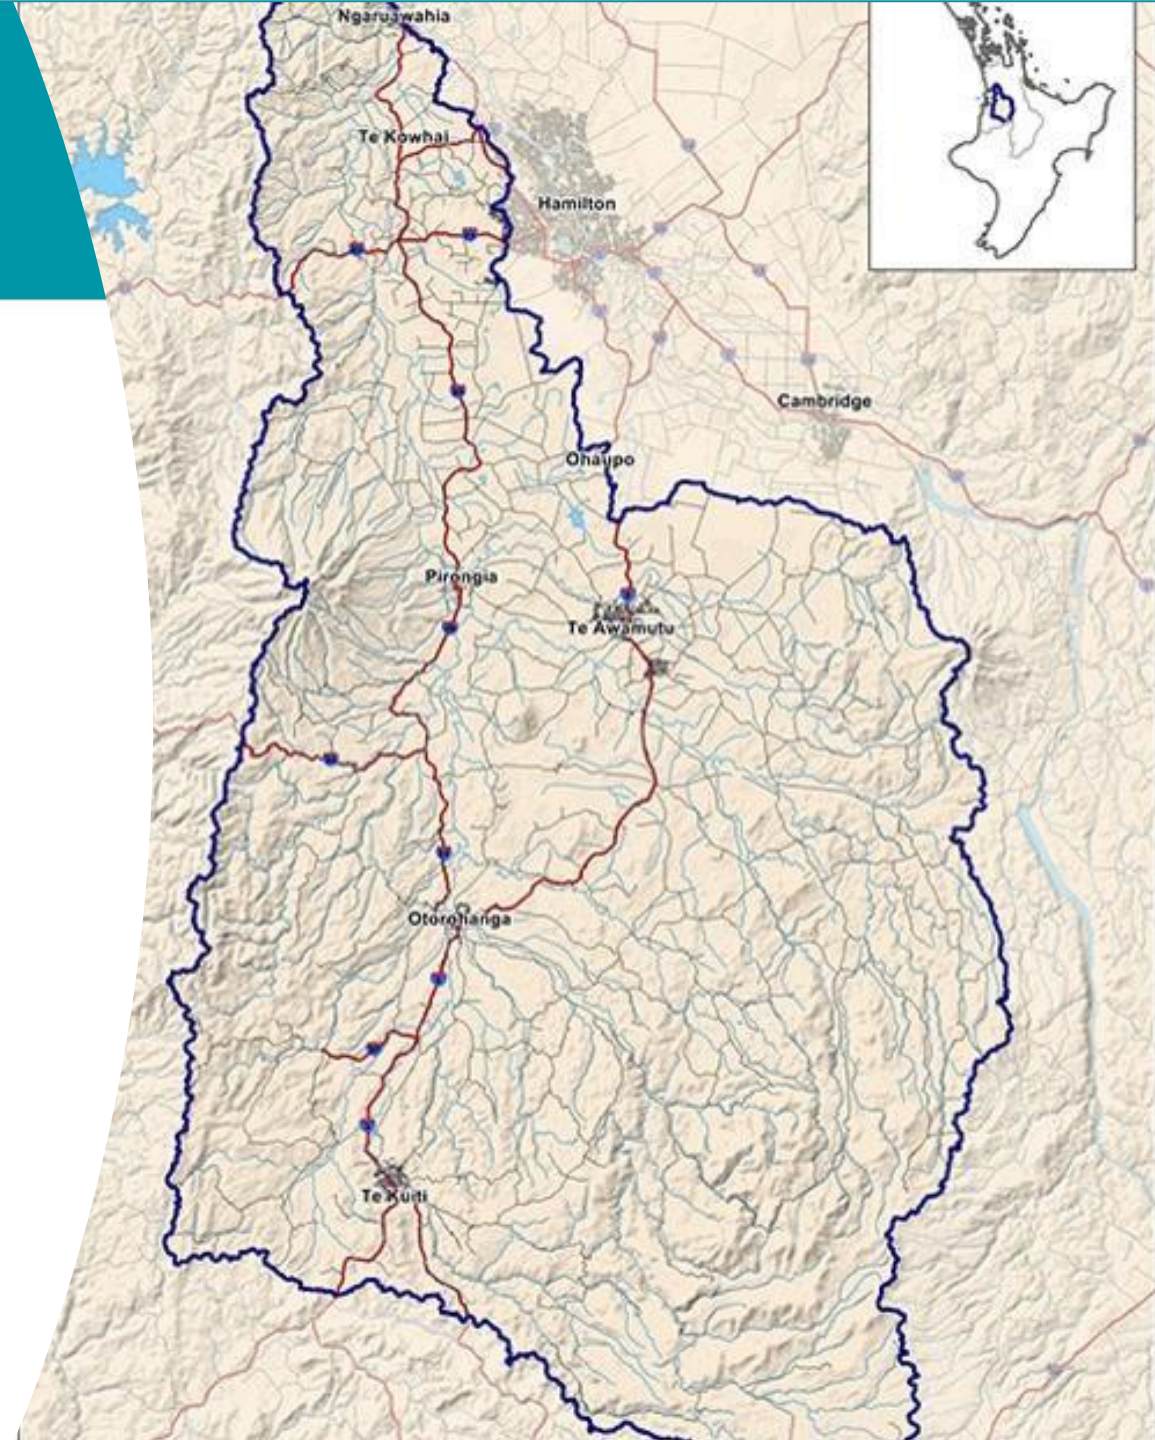 Ngaruawahia
Te Kowhai
Hamilton
Cambridge
Ohaupo
Pirongia
Te Awamutu
Otorohanga
Te Kuiti